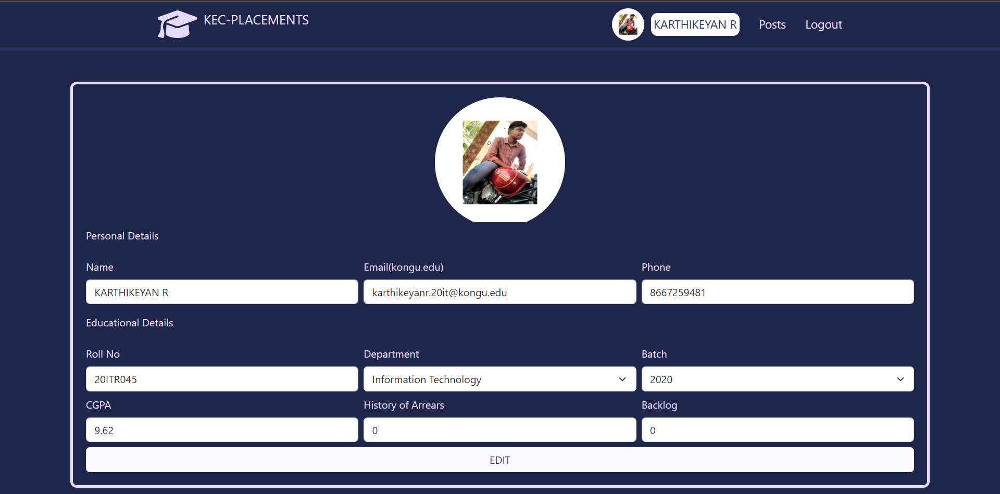 KEC-PLACEMENTS
KARTHIKEYAN R Posts Logout
Personal Details
Name Email(kongu.edu) Phone
KARTHIKEYAN R karthikeyanr.20it@kongu.edu 8667259481
Educational Details
Roll No Department Batch
20ITR045 Information Technology 2020
CGPA History of Arrears Backlog
9.62 0 0
EDIT